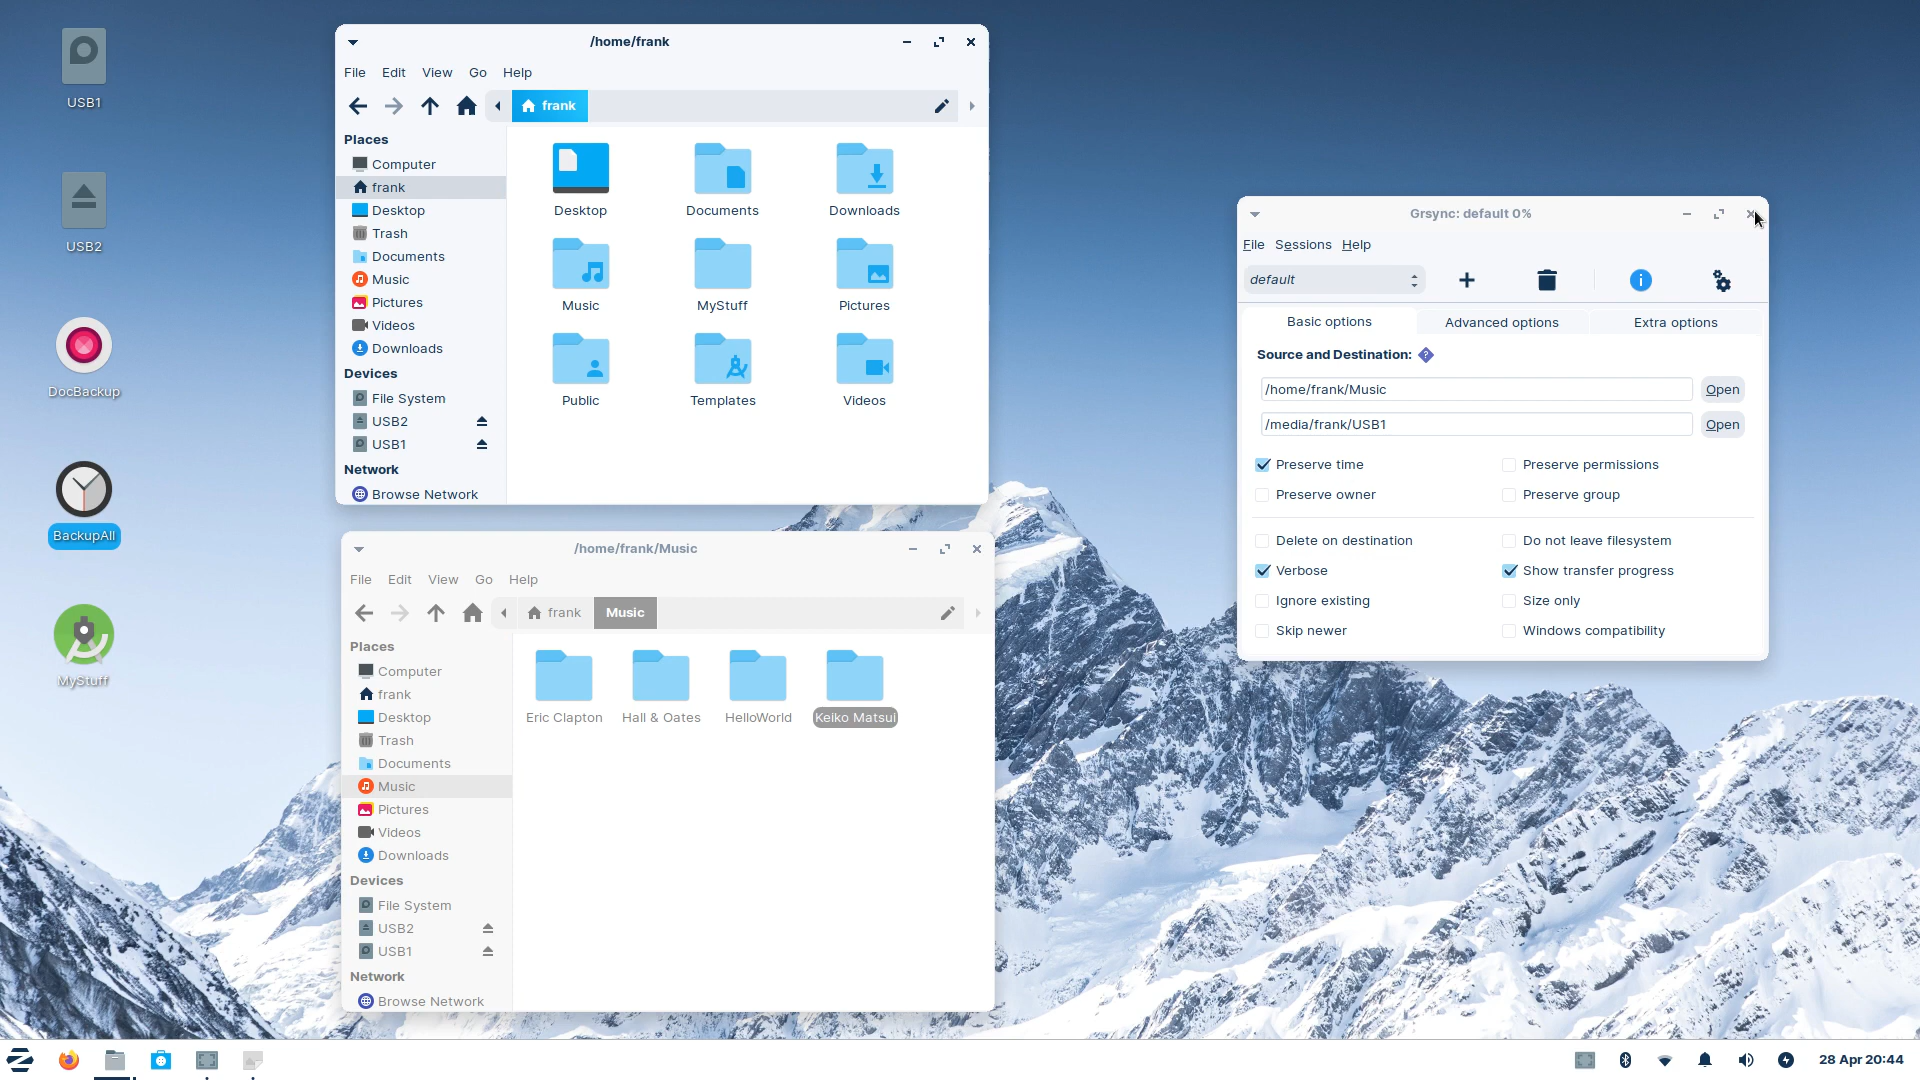 USB1
USB2
DocBackup
BackupAll
MyStuff
/home/frank
File Edit View Go Help
frank
Places
Computer
frank
Desktop
Trash
Documents
Music
Pictures
Videos
Downloads
Devices
File System
USB2
USB1
Network
Browse Network
Desktop Documents Downloads
Music MyStuff Pictures
Public Templates Videos
/home/frank/Music
File Edit View Go Help
frank Music
Places
Computer
frank
Desktop
Trash
Documents
Music
Pictures
Videos
Downloads
Devices
File System
USB2
USB1
Network
Browse Network
Eric Clapton Hall & Oates HelloWorld Keiko Matsui
Grsync: default 0%
File Sessions Help
default
Basic options Advanced options Extra options
Source and Destination: ?
/home/frank/Music Open
/media/frank/USB1 Open
Preserve time Preserve permissions
Preserve owner Preserve group
Delete on destination Do not leave filesystem
Verbose Show transfer progress
Ignore existing Size only
Skip newer Windows compatibility
28 Apr 20:44